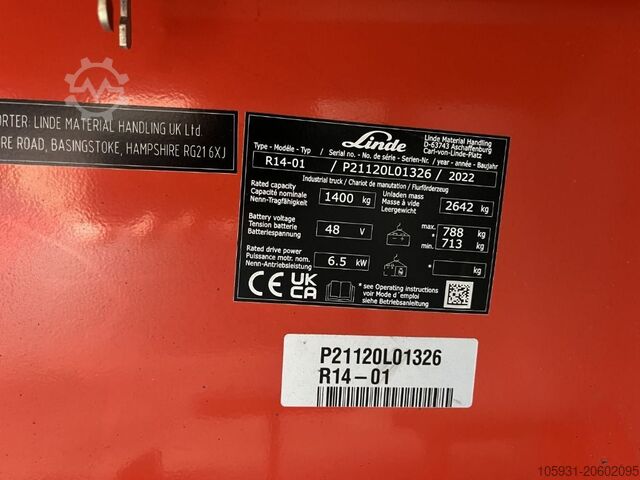 RTER: LINDE MATERIAL HANDLING UK Ltd.
RE ROAD, BASINGSTOKE, HAMPSHIRE RG21 6XJ
Linde
Linde Material Handling
D-63743 Aschaffenburg
Carl-von-Linde-Platz
Type - Modèle - Typ / Serial no. - No. de série - Serien-Nr. / year - année - Baujahr
R14-01 / P21120L01326 / 2022
Industrial truck / Chariot de manutention / Flurförderzeug
Rated capacity
Capacité nominale
Nenn-Tragfähigkeit
1400 kg
Unladen mass
Masse à vide
Leergewicht
2642 kg
Battery voltage
Tension batterie
Batteriespannung
48 V
max. * 788 kg
min. 713 kg
Rated drive power
Puissance motr. nom.
Nenn-Antriebsleistung
6.5 kW
* kg
CE UK CA
* see Operating instructions
voir Mode d'emploi
siehe Betriebsanleitung
P21120L01326
R14-01
105931-20602095